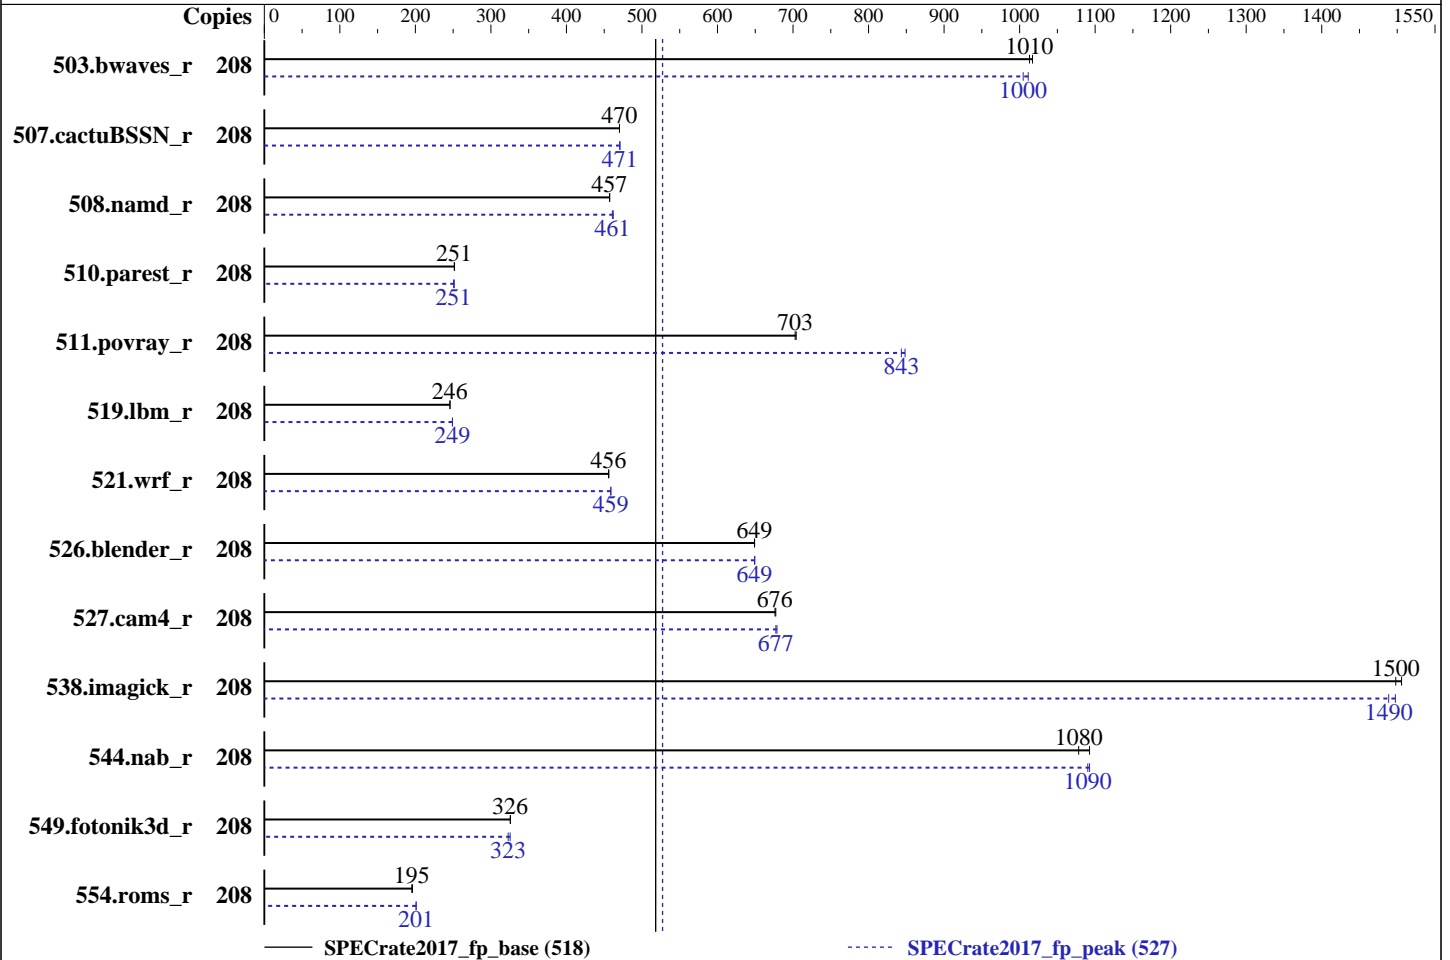 Copies 0 100 200 300 400 500 600 700 800 900 1000 1100 1200 1300 1400 1550
503.bwaves_r 208 1010
1000
507.cactuBSSN_r 208 470
471
508.namd_r 208 457
461
510.parest_r 208 251
251
511.povray_r 208 703
843
519.lbm_r 208 246
249
521.wrf_r 208 456
459
526.blender_r 208 649
649
527.cam4_r 208 676
677
538.imagick_r 208 1500
1490
544.nab_r 208 1080
1090
549.fotonik3d_r 208 326
323
554.roms_r 208 195
201
SPECrate2017_fp_base (518) SPECrate2017_fp_peak (527)